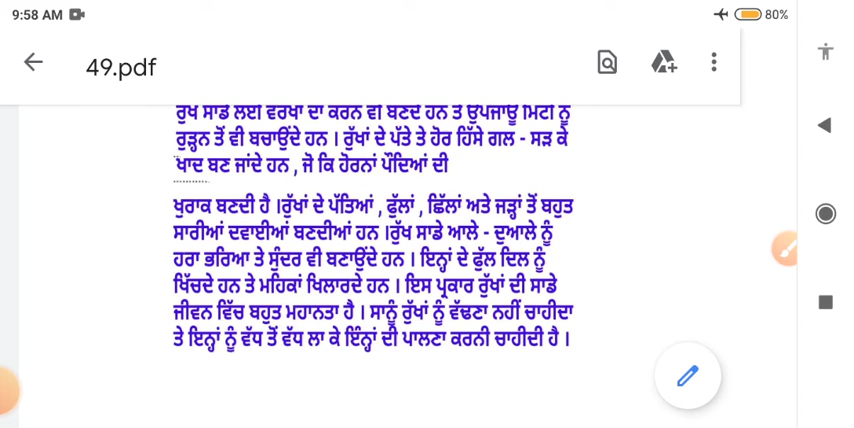 9:58 AM
80%
49.pdf
ਰੁੱਖ ਸਾਡੇ ਲਈ ਵਰਖਾ ਦਾ ਕਾਰਨ ਵੀ ਬਣਦੇ ਹਨ ਤੇ ਉਪਜਾਊ ਮਿੱਟੀ ਨੂੰ
ਰੁੜ੍ਹਨ ਤੋਂ ਵੀ ਬਚਾਉਂਦੇ ਹਨ । ਰੁੱਖਾਂ ਦੇ ਪੱਤੇ ਤੇ ਹੋਰ ਹਿੱਸੇ ਗਲ - ਸੜ ਕੇ
ਖਾਦ ਬਣ ਜਾਂਦੇ ਹਨ , ਜੋ ਕਿ ਹੋਰਨਾਂ ਪੌਦਿਆਂ ਦੀ
ਖੁਰਾਕ ਬਣਦੀ ਹੈ ।ਰੁੱਖਾਂ ਦੇ ਪੱਤਿਆਂ , ਫੁੱਲਾਂ , ਛਿੱਲਾਂ ਅਤੇ ਜੜ੍ਹਾਂ ਤੋਂ ਬਹੁਤ
ਸਾਰੀਆਂ ਦਵਾਈਆਂ ਬਣਦੀਆਂ ਹਨ ।ਰੁੱਖ ਸਾਡੇ ਆਲੇ - ਦੁਆਲੇ ਨੂੰ
ਹਰਾ ਭਰਿਆ ਤੇ ਸੁੰਦਰ ਵੀ ਬਣਾਉਂਦੇ ਹਨ । ਇਨ੍ਹਾਂ ਦੇ ਫੁੱਲ ਦਿਲ ਨੂੰ
ਖਿੱਚਦੇ ਹਨ ਤੇ ਮਹਿਕਾਂ ਖਿਲਾਰਦੇ ਹਨ । ਇਸ ਪ੍ਰਕਾਰ ਰੁੱਖਾਂ ਦੀ ਸਾਡੇ
ਜੀਵਨ ਵਿੱਚ ਬਹੁਤ ਮਹਾਨਤਾ ਹੈ । ਸਾਨੂੰ ਰੁੱਖਾਂ ਨੂੰ ਵੱਢਣਾ ਨਹੀਂ ਚਾਹੀਦਾ
ਤੇ ਇਨ੍ਹਾਂ ਨੂੰ ਵੱਧ ਤੋਂ ਵੱਧ ਲਾ ਕੇ ਇੰਨ੍ਹਾਂ ਦੀ ਪਾਲਣਾ ਕਰਨੀ ਚਾਹੀਦੀ ਹੈ ।